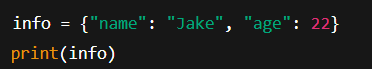 info = {"name": "Jake", "age": 22}
print(info)